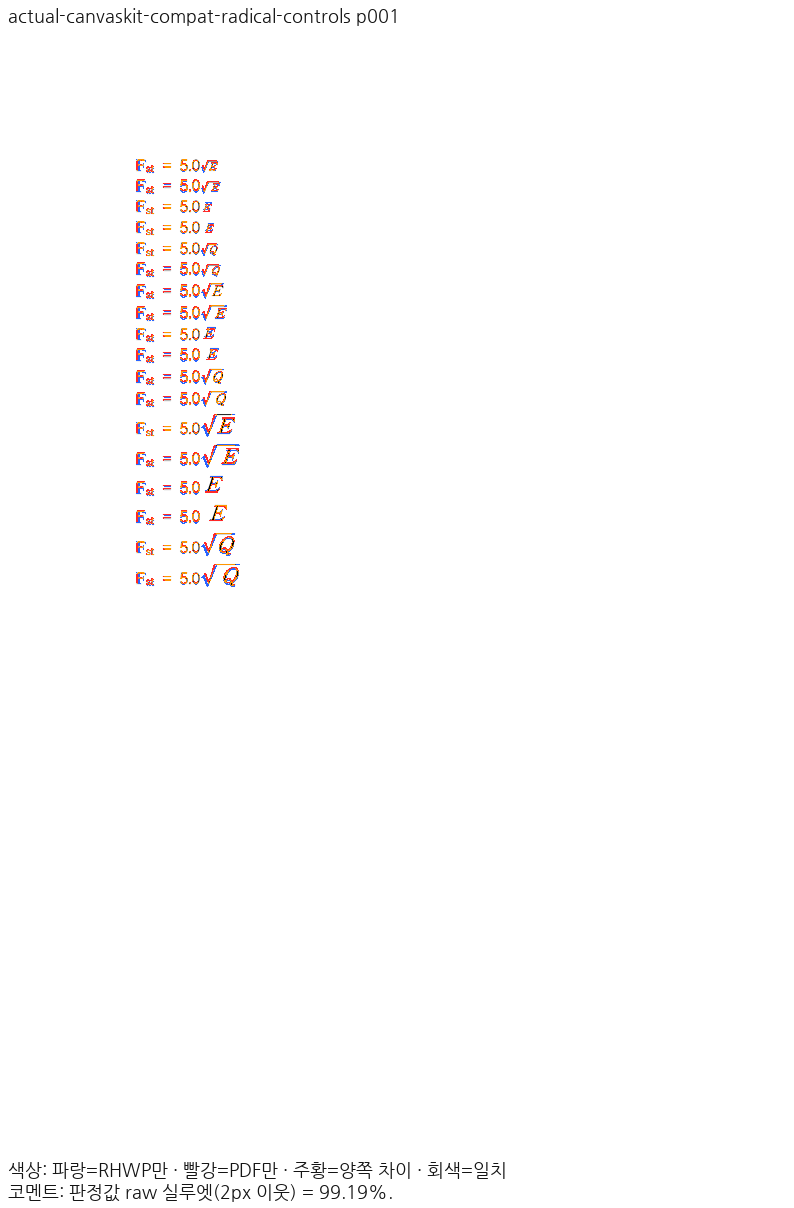 actual-canvaskit-compat-radical-controls p001
F_st = 5.0√E
F_st = 5.0√E
F_st = 5.0 E
F_st = 5.0 E
F_st = 5.0√Q
F_st = 5.0√Q
F_st = 5.0√E
F_st = 5.0√E
F_st = 5.0 E
F_st = 5.0 E
F_st = 5.0√Q
F_st = 5.0√Q
F_st = 5.0√E
F_st = 5.0√E
F_st = 5.0 E
F_st = 5.0 E
F_st = 5.0√Q
F_st = 5.0√Q
색상: 파랑=RHWP만 · 빨강=PDF만 · 주황=양쪽 차이 · 회색=일치
코멘트: 판정값 raw 실루엣(2px 이웃) = 99.19%.